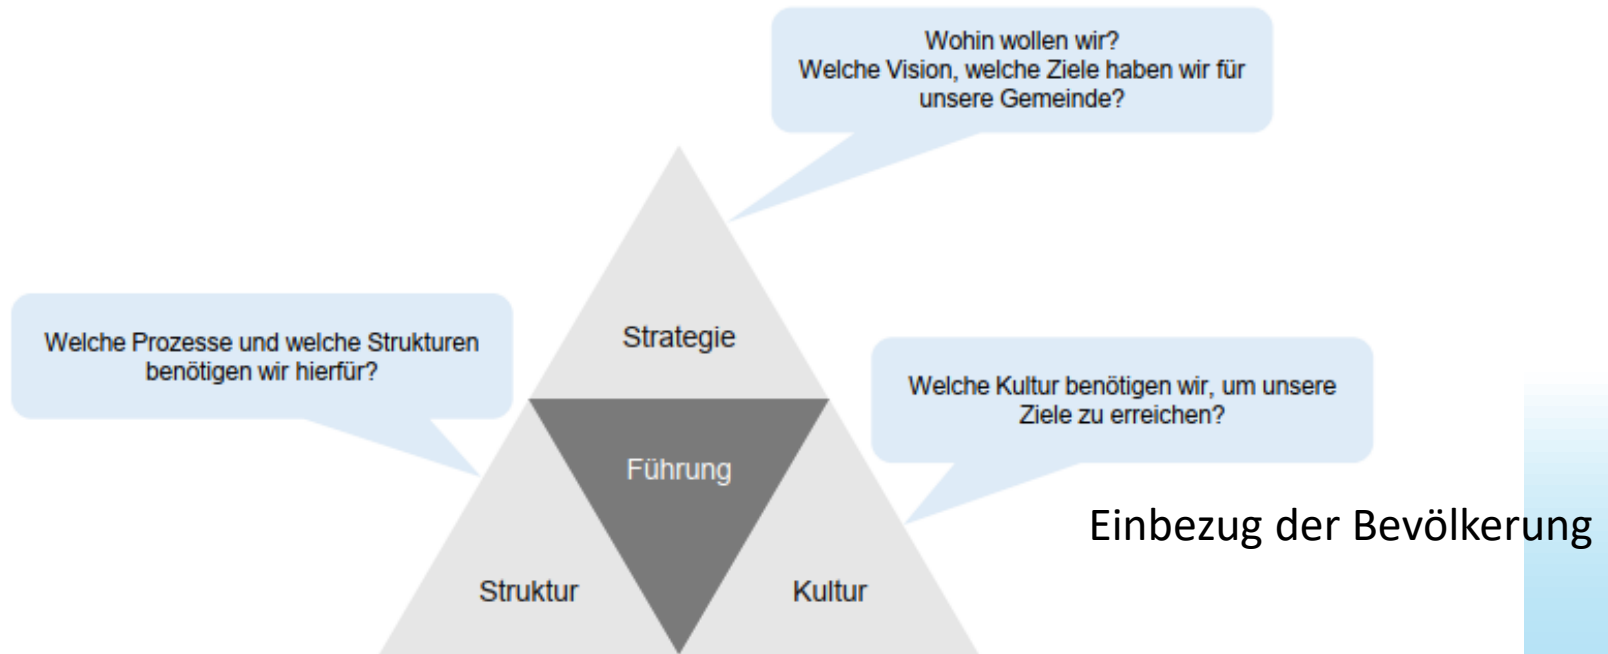 Wohin wollen wir?
Welche Vision, welche Ziele haben wir für
unsere Gemeinde?
Welche Prozesse und welche Strukturen
benötigen wir hierfür?
Strategie
Welche Kultur benötigen wir, um unsere
Ziele zu erreichen?
Führung
Einbezug der Bevölkerung
Struktur
Kultur